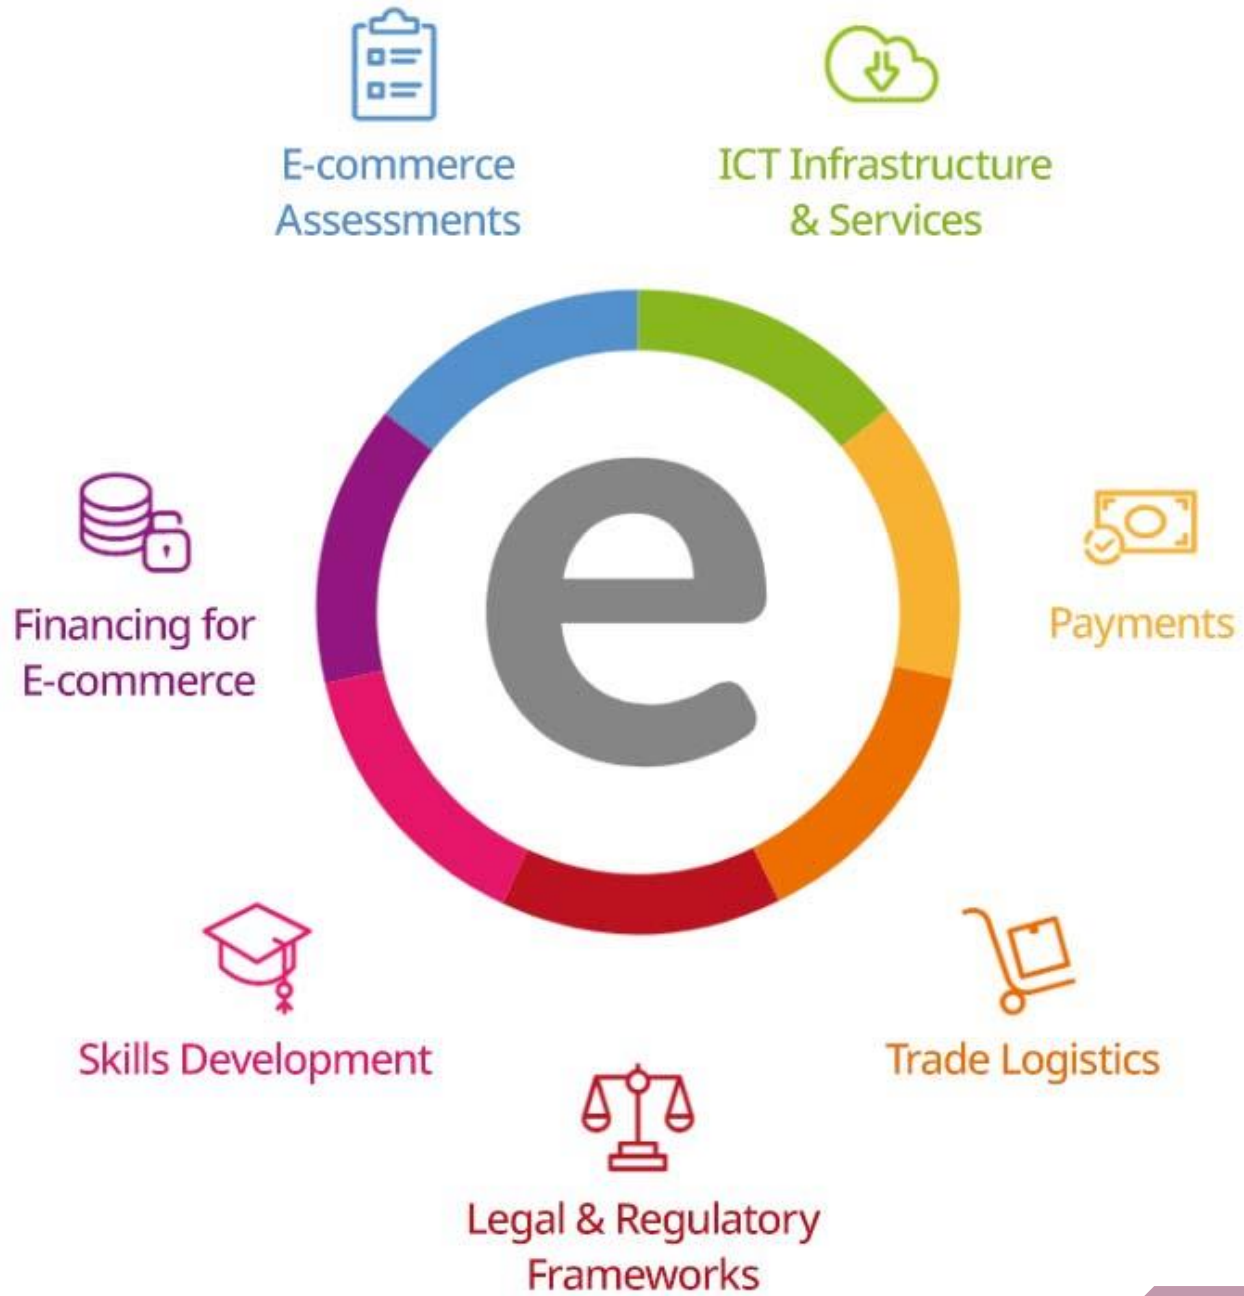 E-commerce
Assessments
ICT Infrastructure
& Services
e
Financing for
E-commerce
Payments
Skills Development
Trade Logistics
Legal & Regulatory
Frameworks